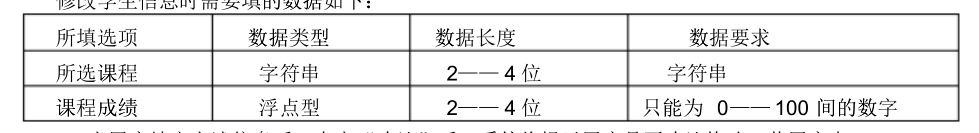 修改学生信息时需要填的数据如下：
所填选项 数据类型 数据长度 数据要求
所选课程 字符串 2—— 4 位 字符串
课程成绩 浮点型 2—— 4 位 只能为 0—— 100 间的数字